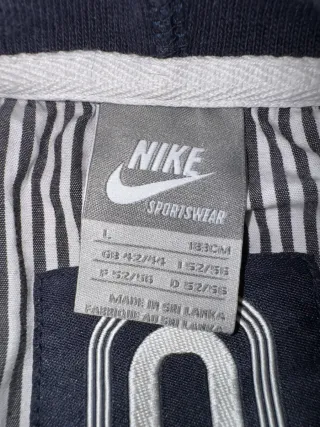 NIKE
SPORTSWEAR
L 183CM
GB 42/44 I 52/56
F 52/56 D 52/56
MADE IN SRI LANKA
FABRIQUE AU SRI LANKA